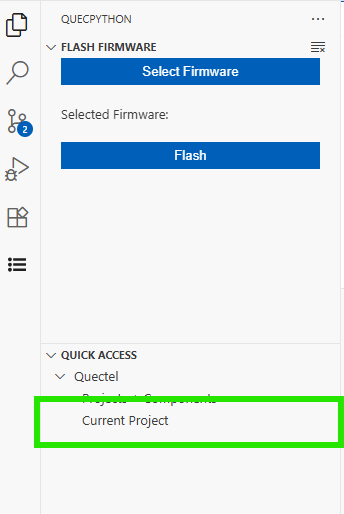 QUECPYTHON
FLASH FIRMWARE
Select Firmware
Selected Firmware:
Flash
2
QUICK ACCESS
Quectel
Projects + Components
Current Project